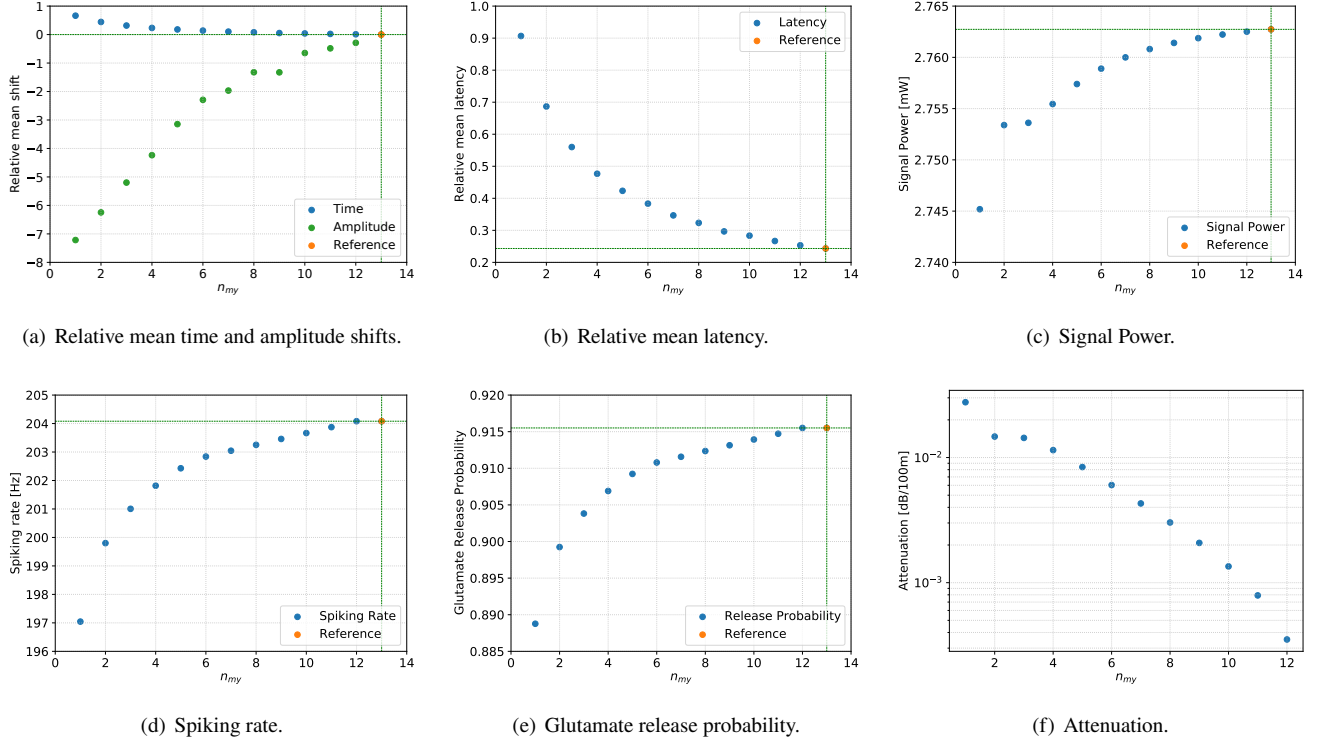 1
0
−1
−2
−3
−4
−5
−6
−7
−8
0 2 4 6 8 10 12 14
Relative mean shift
n_my
Time
Amplitude
Reference
(a) Relative mean time and amplitude shifts.
1.0
0.9
0.8
0.7
0.6
0.5
0.4
0.3
0.2
0 2 4 6 8 10 12 14
Relative mean latency
n_my
Latency
Reference
(b) Relative mean latency.
2.765
2.760
2.755
2.750
2.745
2.740
0 2 4 6 8 10 12 14
Signal Power [mW]
n_my
Signal Power
Reference
(c) Signal Power.
205
204
203
202
201
200
199
198
197
196
0 2 4 6 8 10 12 14
Spiking rate [Hz]
n_my
Spiking Rate
Reference
(d) Spiking rate.
0.920
0.915
0.910
0.905
0.900
0.895
0.890
0.885
0 2 4 6 8 10 12 14
Glutamate Release Probability
n_my
Release Probability
Reference
(e) Glutamate release probability.
10^−2
10^−3
2 4 6 8 10 12
Attenuation [dB/100m]
n_my
(f) Attenuation.